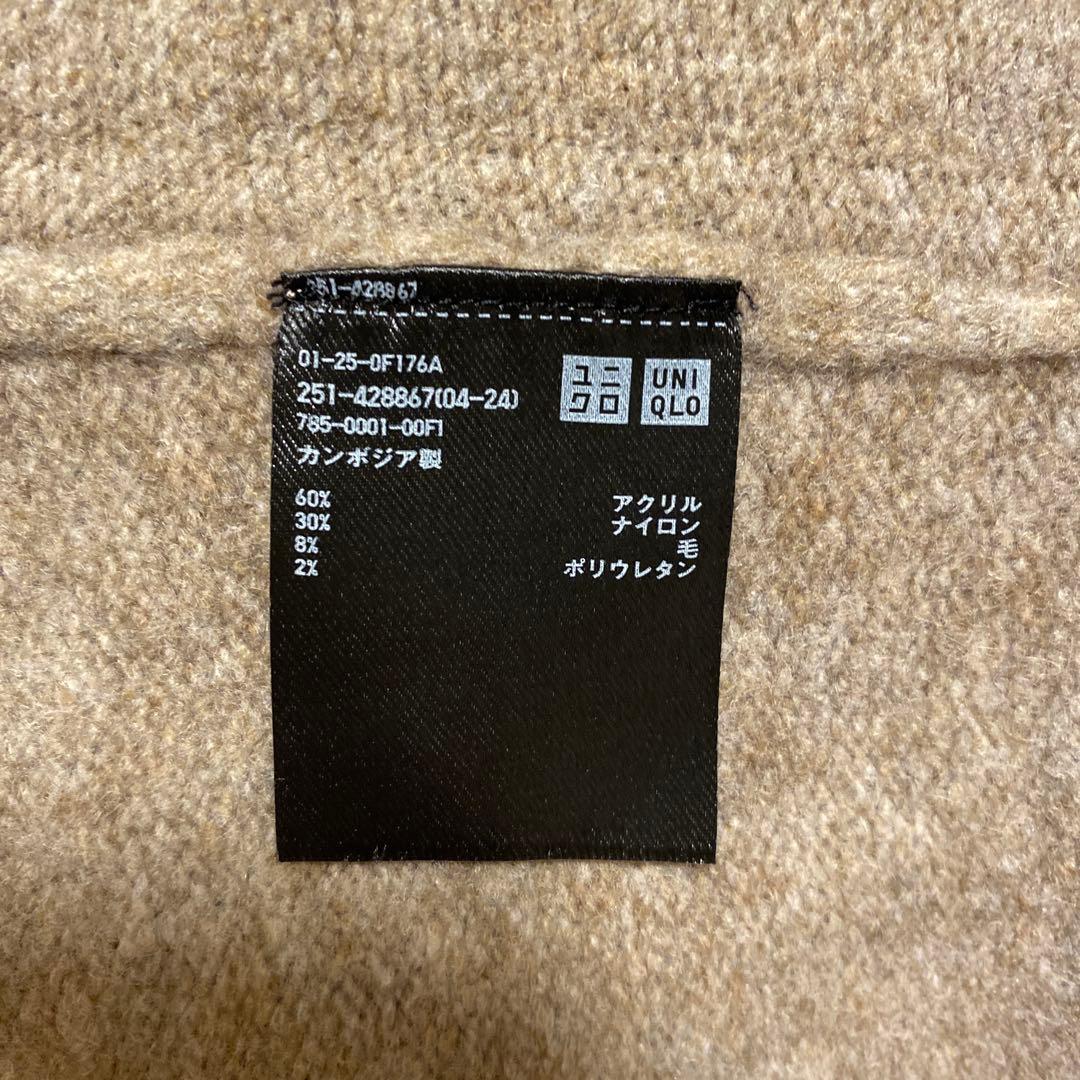 251-428867
01-25-0F176A
251-428867(04-24)
785-0001-00F1
カンボジア製
ユニ
クロ
UNI
QLO
60% アクリル
30% ナイロン
8% 毛
2% ポリウレタン